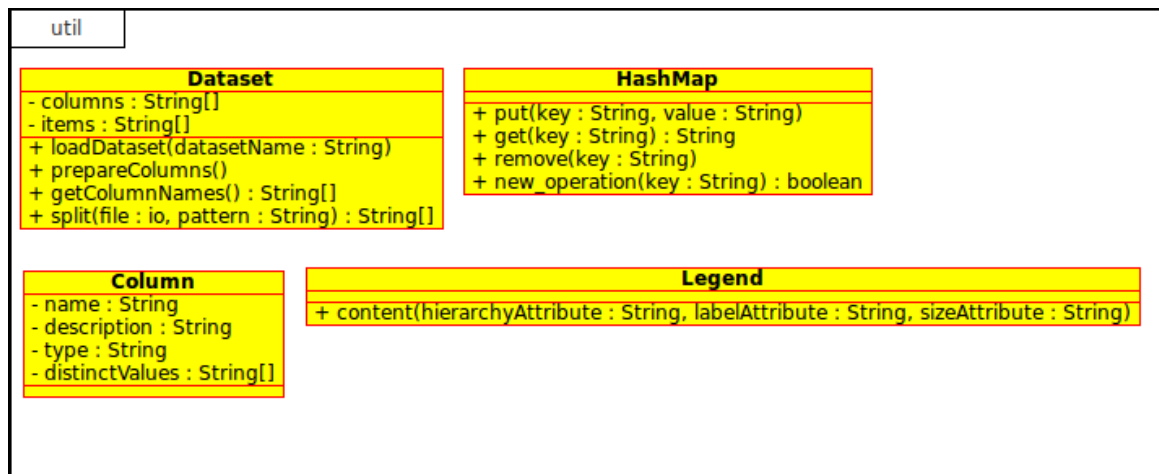 util
Dataset
- columns : String[]
- items : String[]
+ loadDataset(datasetName : String)
+ prepareColumns()
+ getColumnNames() : String[]
+ split(file : io, pattern : String) : String[]
HashMap
+ put(key : String, value : String)
+ get(key : String) : String
+ remove(key : String)
+ new_operation(key : String) : boolean
Column
- name : String
- description : String
- type : String
- distinctValues : String[]
Legend
+ content(hierarchyAttribute : String, labelAttribute : String, sizeAttribute : String)